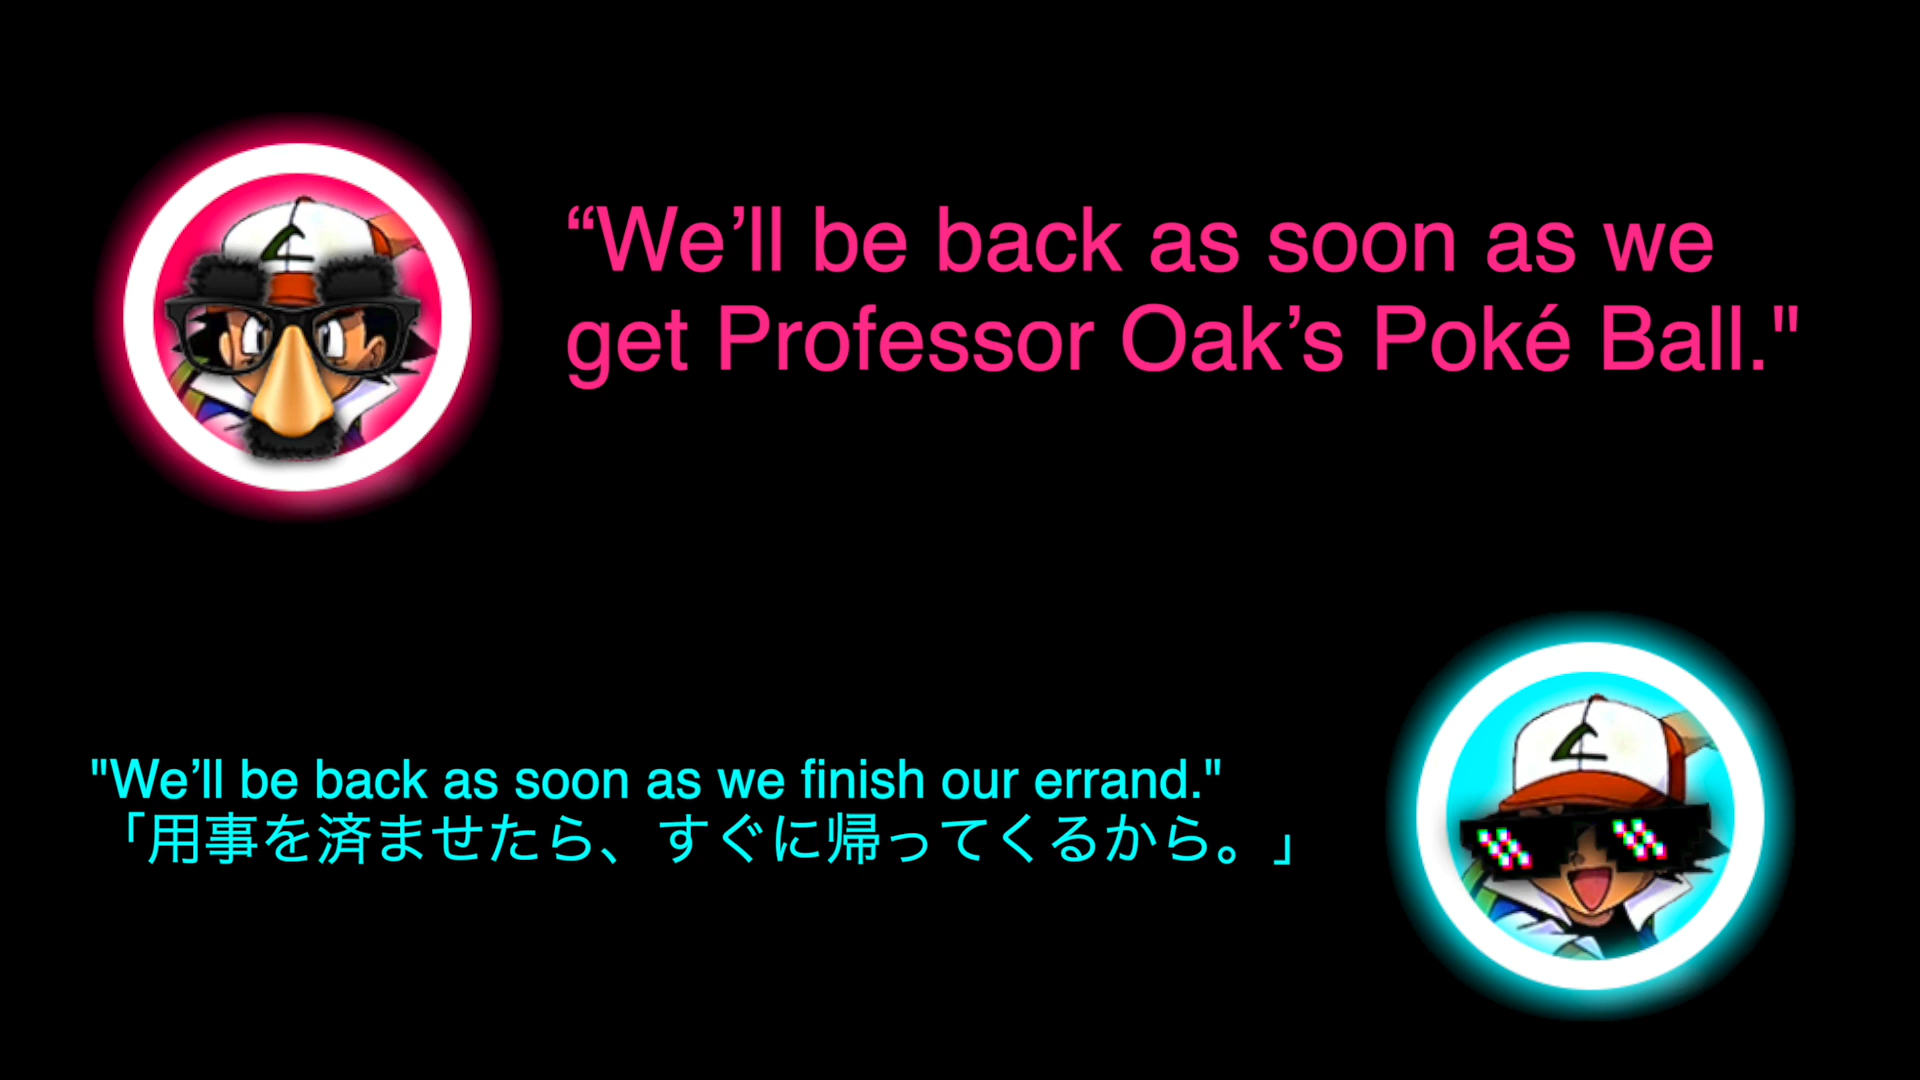 “We’ll be back as soon as we
get Professor Oak’s Poké Ball."
"We’ll be back as soon as we finish our errand."
「用事を済ませたら、すぐに帰ってくるから。」